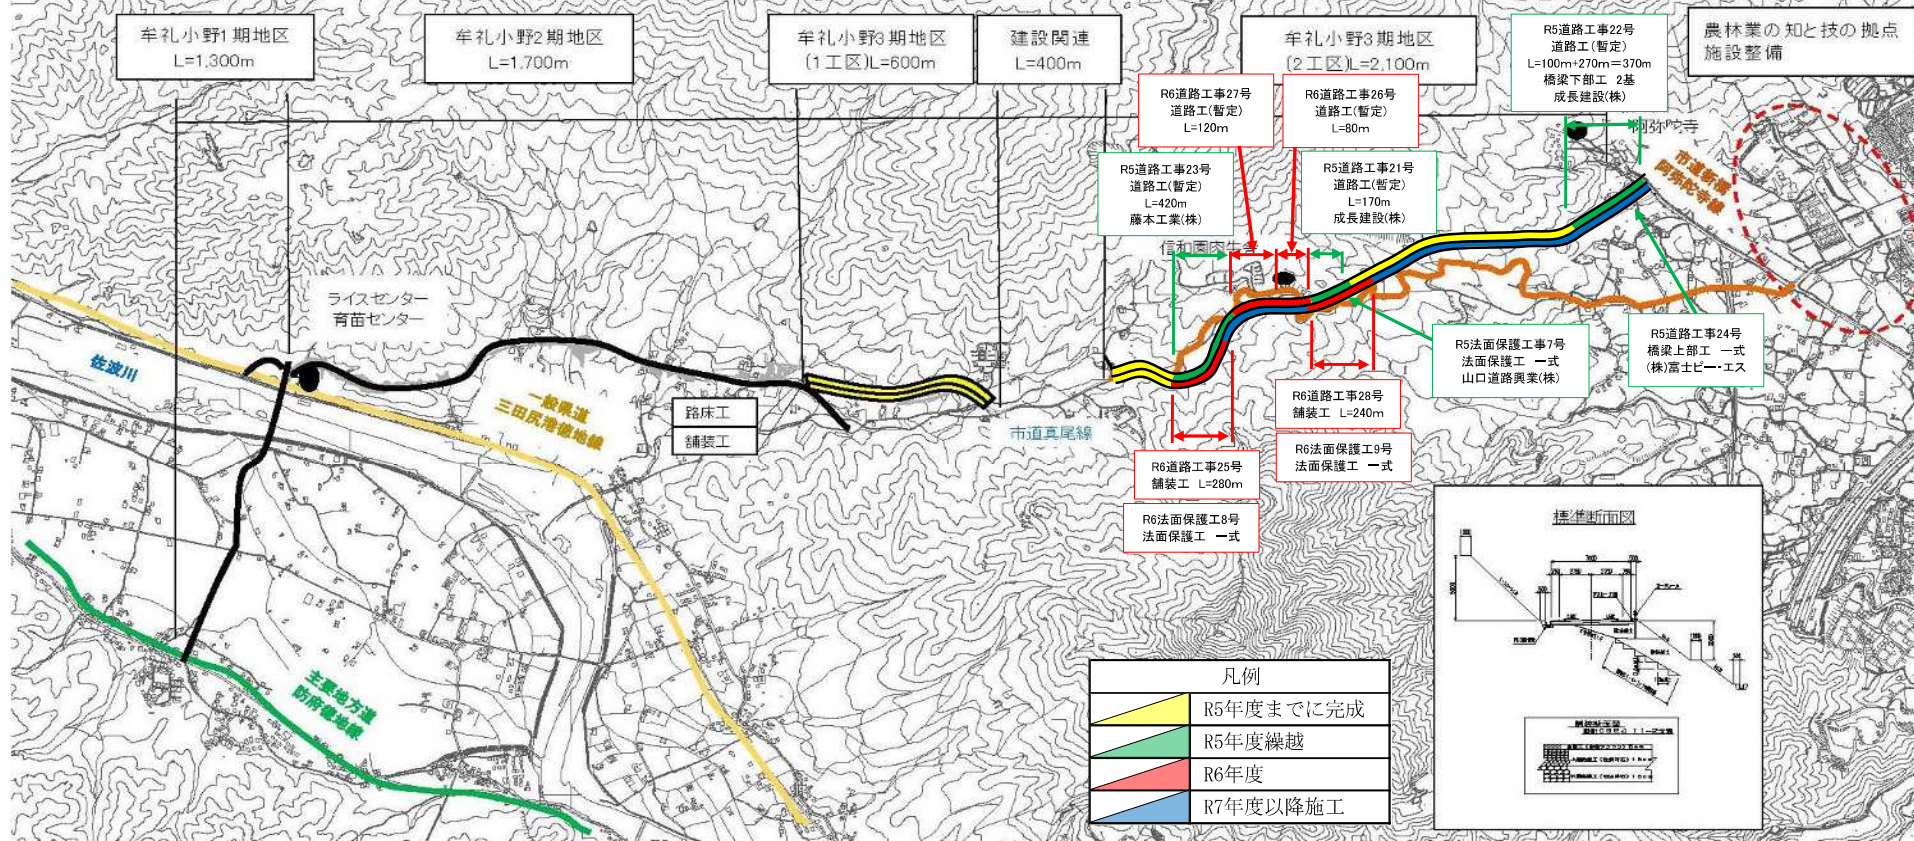 牟礼小野1期地区
L=1,300m
牟礼小野2期地区
L=1,700m
牟礼小野3期地区
(1工区)L=600m
建設関連
L=400m
牟礼小野3期地区
(2工区)L=2,100m
R5道路工事22号
道路工(暫定)
L=100m+270m=370m
橋梁下部工 2基
成長建設(株)
農林業の知と技の拠点
施設整備
R6道路工事27号
道路工(暫定)
L=120m
R6道路工事26号
道路工(暫定)
L=80m
R5道路工事23号
道路工(暫定)
L=420m
藤本工業(株)
R5道路工事21号
道路工(暫定)
L=170m
成長建設(株)
阿弥陀寺
市道新橋
阿弥陀寺線
信和園肉牛舎
ライスセンター
育苗センター
佐波川
一般県道
三田尻港徳地線
路床工
舗装工
市道真尾線
R5法面保護工事7号
法面保護工 一式
山口道路興業(株)
R5道路工事24号
橋梁上部工 一式
(株)富士ピー・エス
R6道路工事28号
舗装工 L=240m
R6法面保護工9号
法面保護工 一式
R6道路工事25号
舗装工 L=280m
R6法面保護工8号
法面保護工 一式
主要地方道
防府徳地線
標準断面図
凡例
R5年度までに完成
R5年度繰越
R6年度
R7年度以降施工